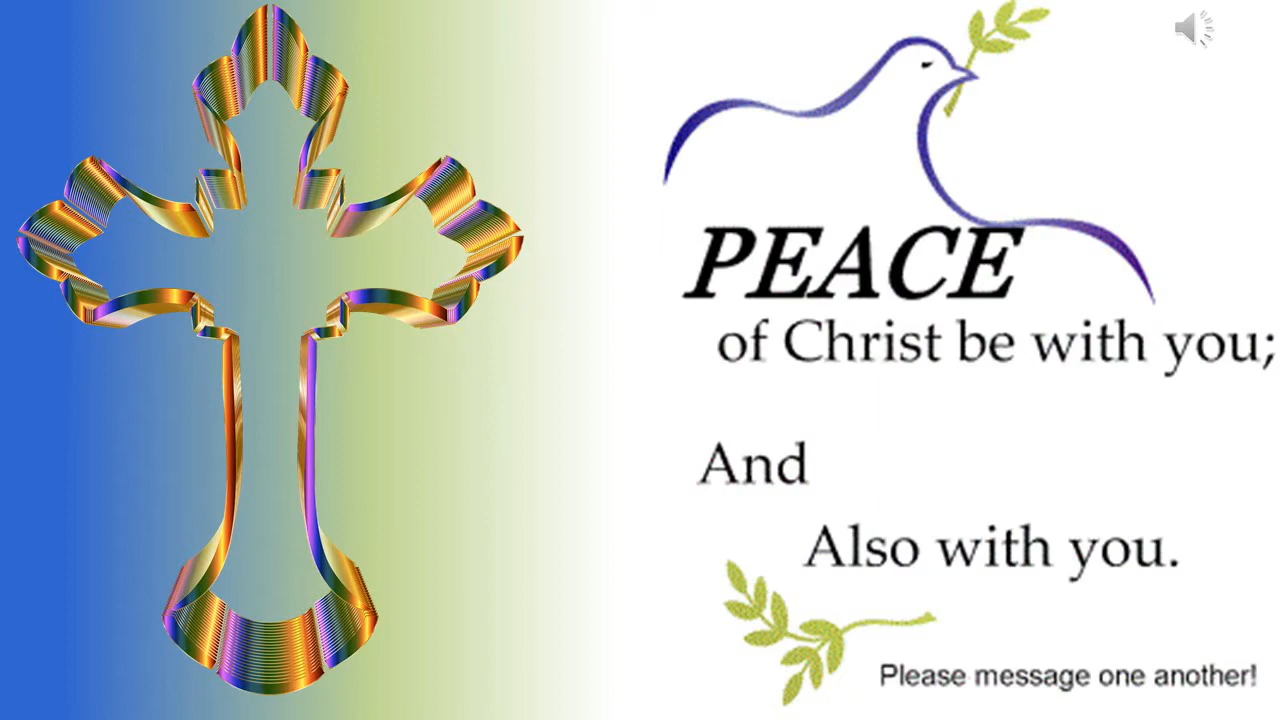 PEACE
of Christ be with you;
And
Also with you.
Please message one another!